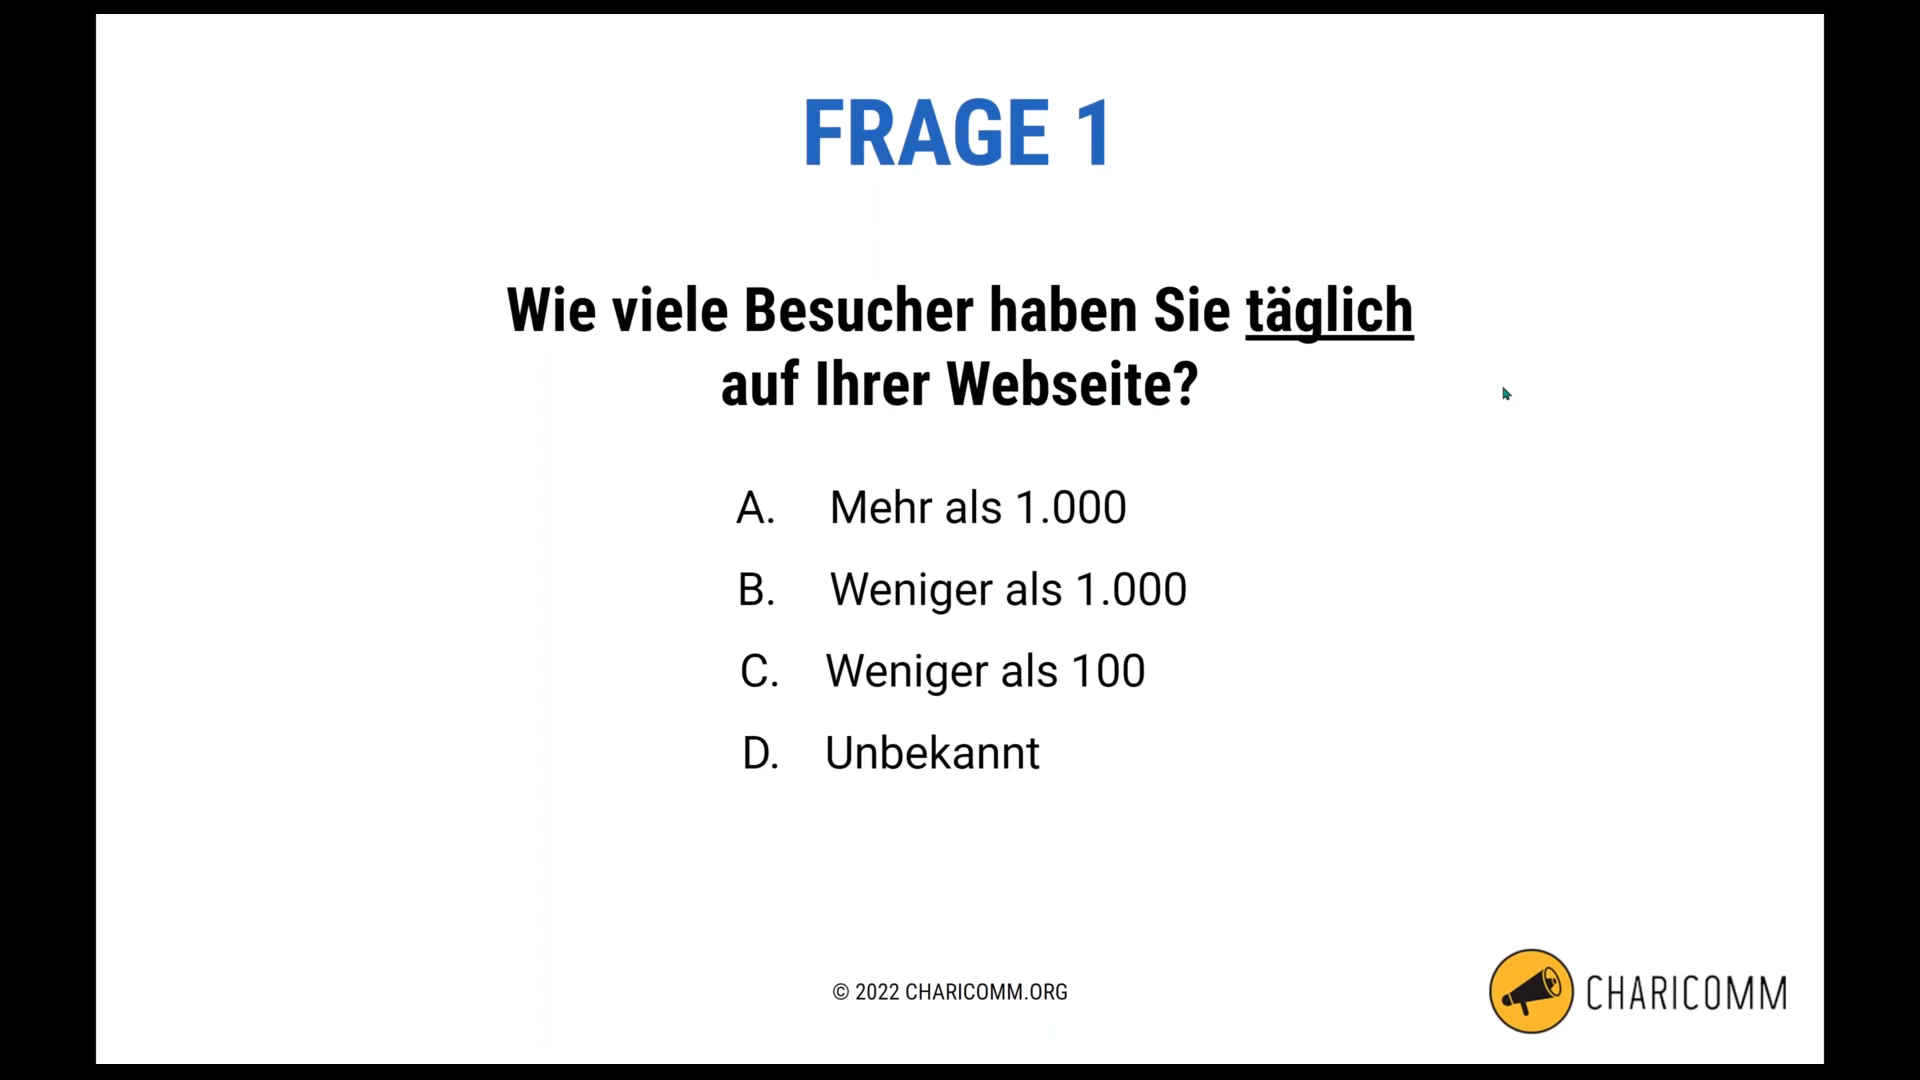 FRAGE 1
Wie viele Besucher haben Sie täglich
auf Ihrer Webseite?
A. Mehr als 1.000
B. Weniger als 1.000
C. Weniger als 100
D. Unbekannt
© 2022 CHARICOMM.ORG
CHARICOMM